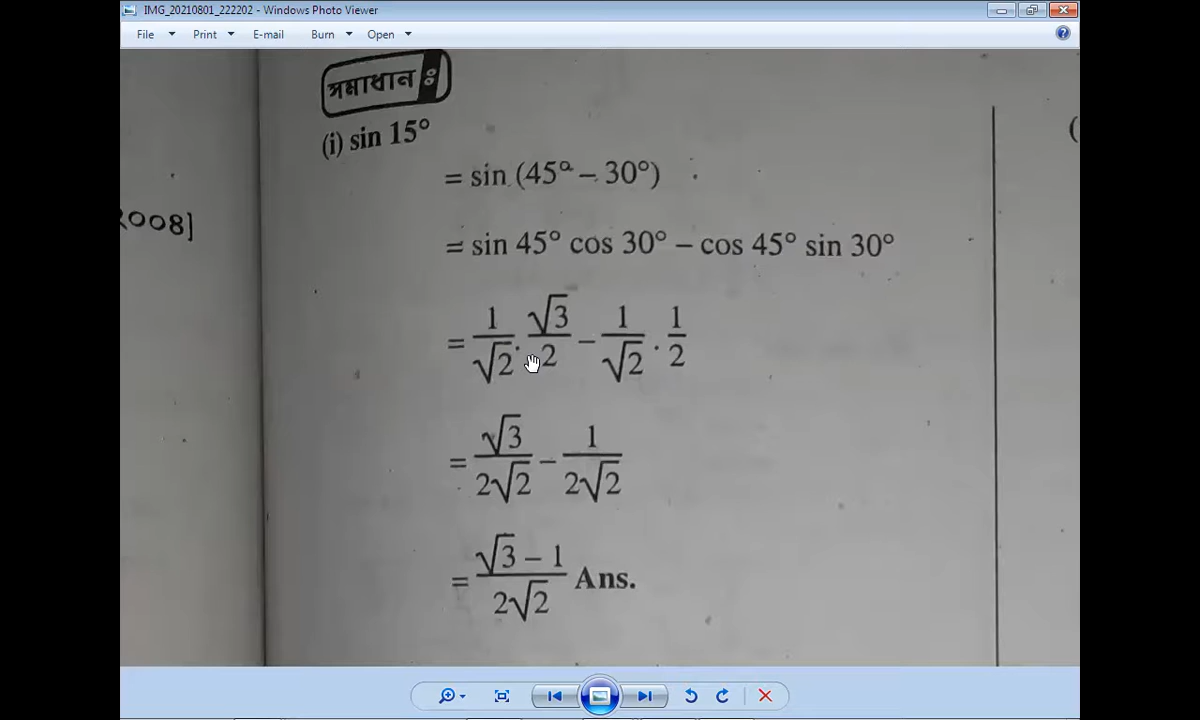 IMG_20210801_222202 - Windows Photo Viewer
File Print E-mail Burn Open
সমাধান :
(i) sin 15°
= sin (45° – 30°)
২008]
= sin 45° cos 30° – cos 45° sin 30°
= 1/√2 · √3/2 – 1/√2 · 1/2
= √3/2√2 – 1/2√2
= √3 – 1/2√2 Ans.